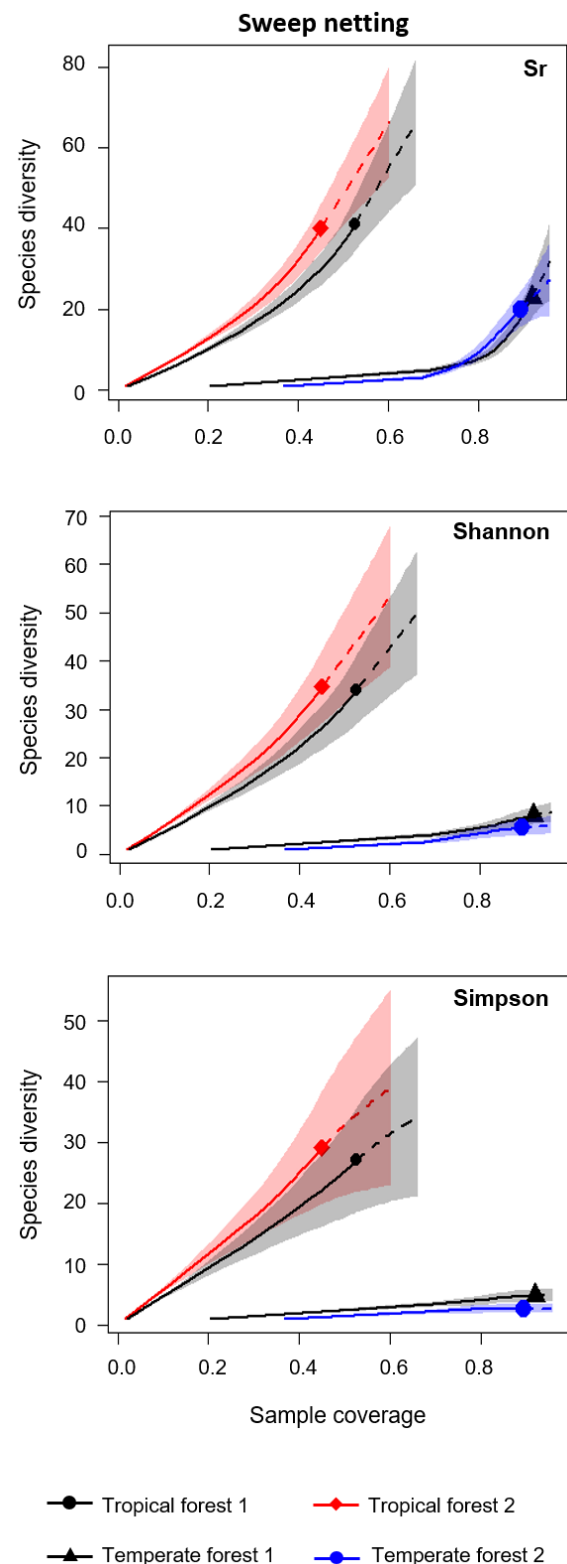 Sweep netting
Sr
Species diversity
80
60
40
20
0
0.0 0.2 0.4 0.6 0.8
Shannon
Species diversity
70
60
50
40
30
20
10
0
0.0 0.2 0.4 0.6 0.8
Simpson
Species diversity
50
40
30
20
10
0
0.0 0.2 0.4 0.6 0.8
Sample coverage
Tropical forest 1 Tropical forest 2
Temperate forest 1 Temperate forest 2